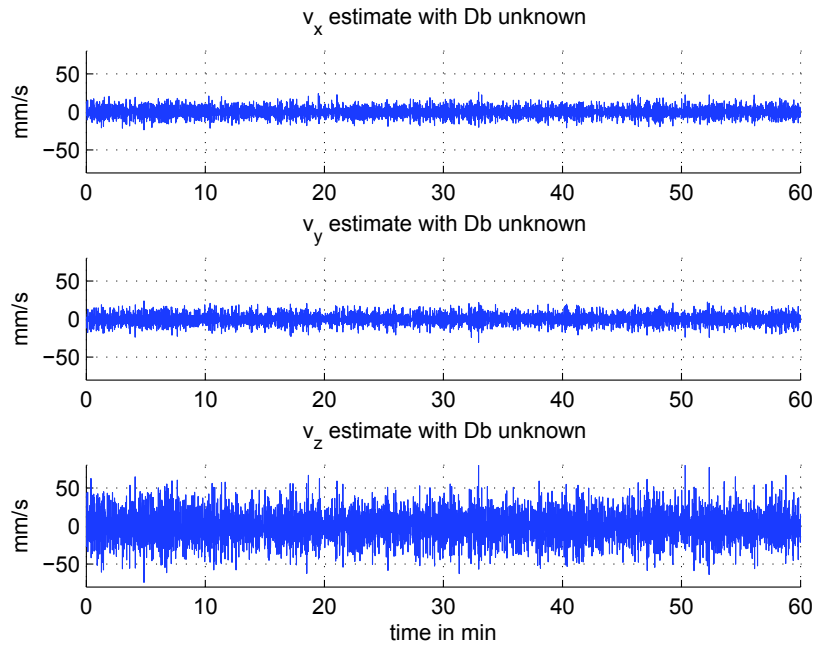 v_x estimate with Db unknown
50
0
−50
mm/s
0 10 20 30 40 50 60
v_y estimate with Db unknown
50
0
−50
mm/s
0 10 20 30 40 50 60
v_z estimate with Db unknown
50
0
−50
mm/s
0 10 20 30 40 50 60
time in min